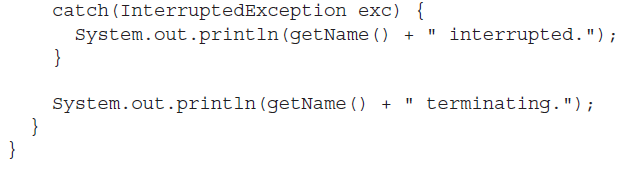 catch(InterruptedException exc) {
System.out.println(getName() + " interrupted.");
}
System.out.println(getName() + " terminating.");
}
}